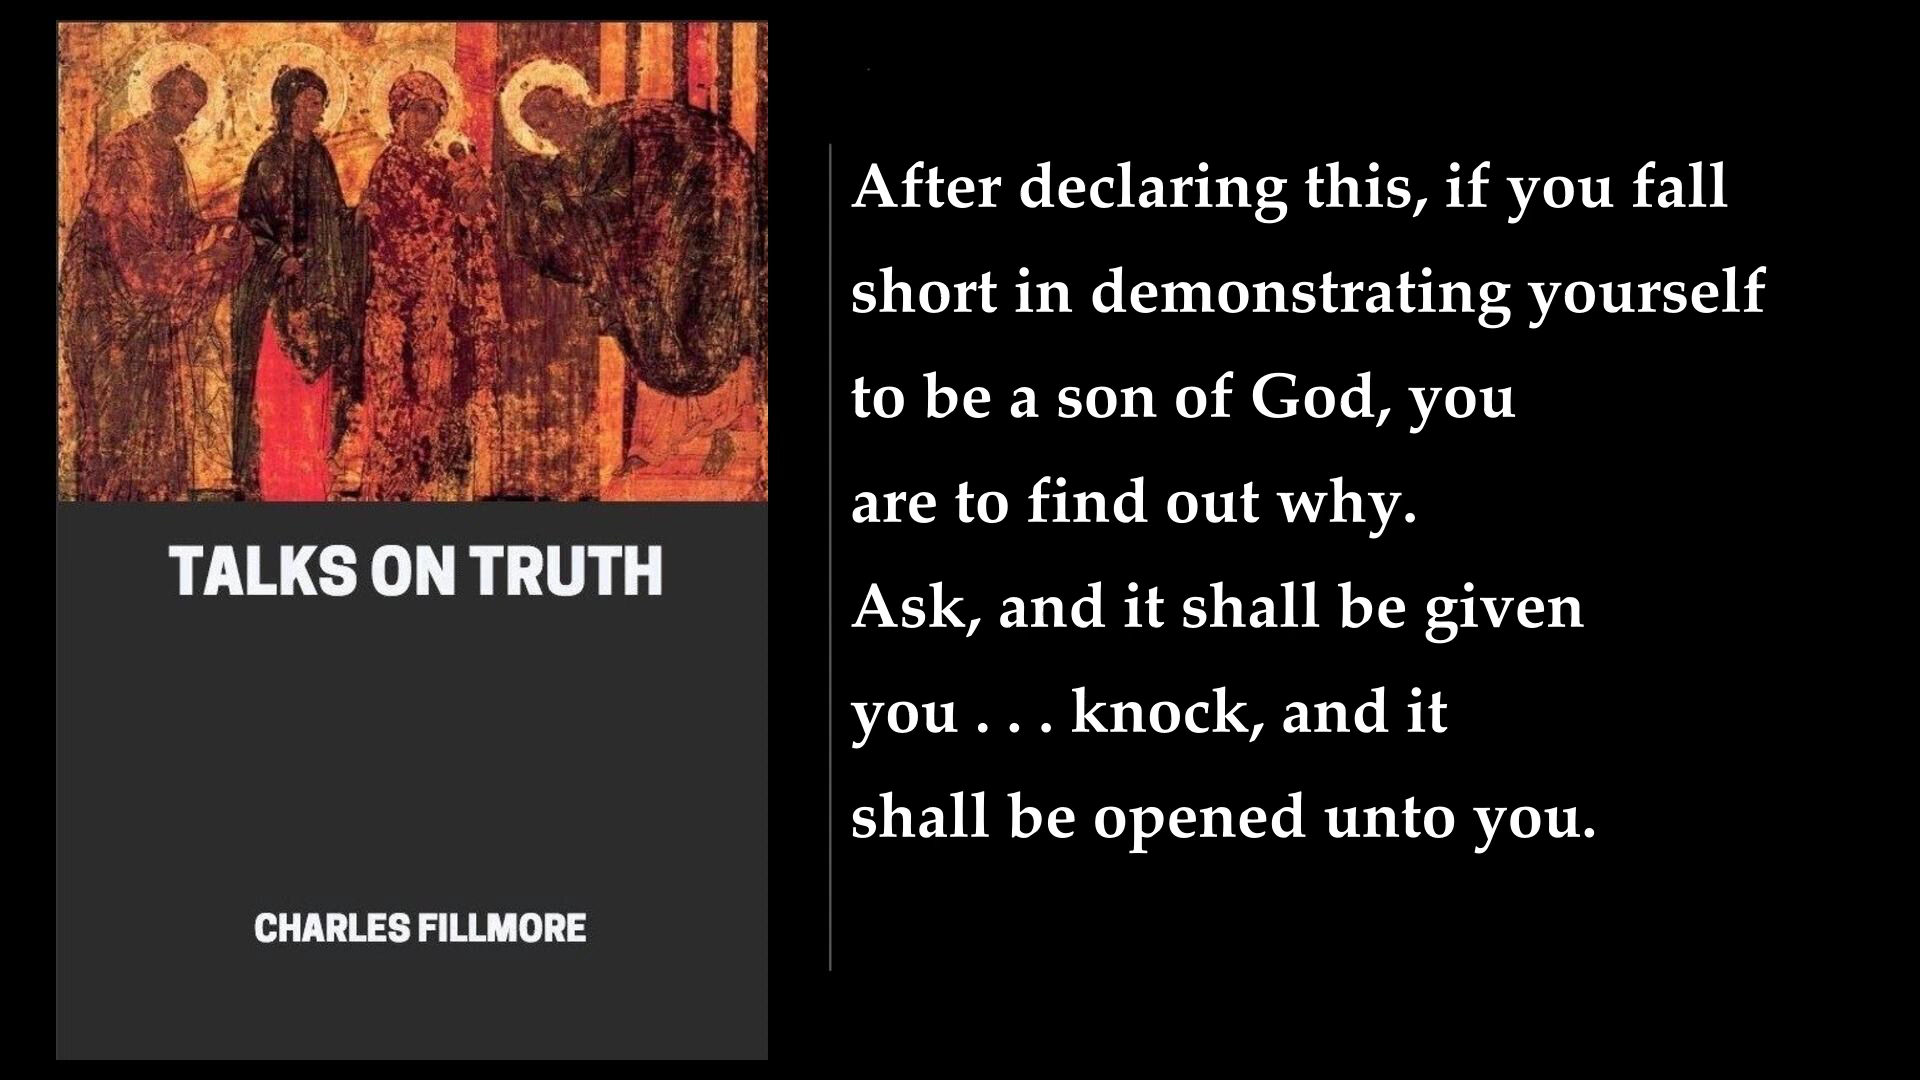 TALKS ON TRUTH
CHARLES FILLMORE
After declaring this, if you fall
short in demonstrating yourself
to be a son of God, you
are to find out why.
Ask, and it shall be given
you . . . knock, and it
shall be opened unto you.